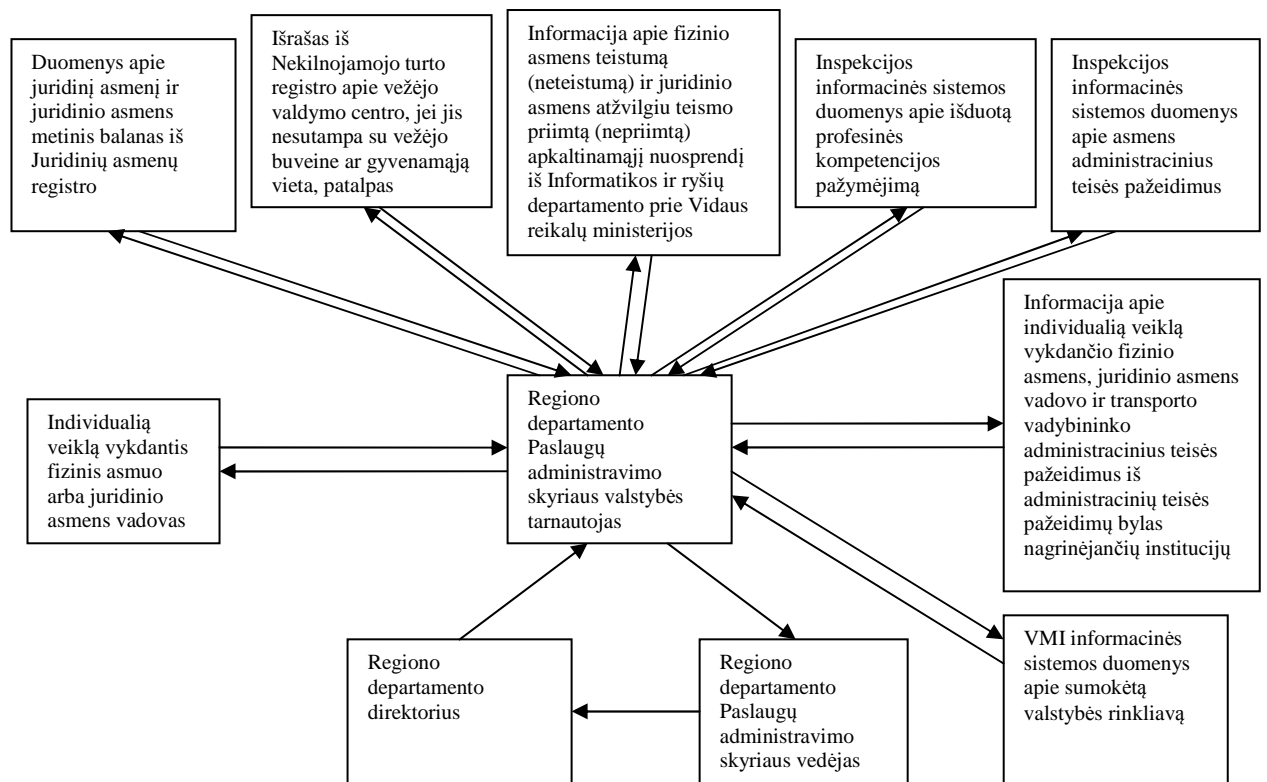 Duomenys apie
juridinį asmenį ir
juridinio asmens
metinis balanas iš
Juridinių asmenų
registro
Išrašas iš
Nekilnojamojo turto
registro apie vežėjo
valdymo centro, jei jis
nesutampa su vežėjo
buveine ar gyvenamąją
vieta, patalpas
Informacija apie fizinio
asmens teistumą
(neteistumą) ir juridinio
asmens atžvilgiu teismo
priimtą (nepriimtą)
apkaltinamąjį nuosprendį
iš Informatikos ir ryšių
departamento prie Vidaus
reikalų ministerijos
Inspekcijos
informacinės sistemos
duomenys apie išduotą
profesinės
kompetencijos
pažymėjimą
Inspekcijos
informacinės
sistemos duomenys
apie asmens
administracinius
teisės pažeidimus
Informacija apie
individualią veiklą
vykdančio fizinio
asmens, juridinio asmens
vadovo ir transporto
vadybininko
administracinius teisės
pažeidimus iš
administracinių teisės
pažeidimų bylas
nagrinėjančių institucijų
Individualią
veiklą vykdantis
fizinis asmuo
arba juridinio
asmens vadovas
Regiono
departamento
Paslaugų
administravimo
skyriaus valstybės
tarnautojas
Regiono
departamento
direktorius
Regiono
departamento
Paslaugų
administravimo
skyriaus vedėjas
VMI informacinės
sistemos duomenys
apie sumokėtą
valstybės rinkliavą